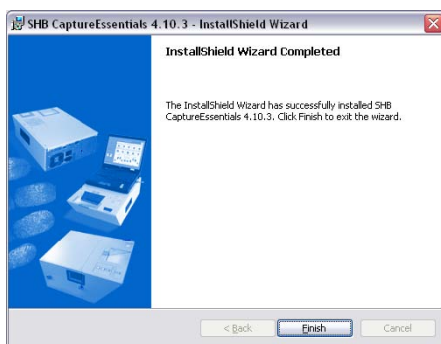 SHB CaptureEssentials 4.10.3 - InstallShield Wizard
InstallShield Wizard Completed
The InstallShield Wizard has successfully installed SHB
CaptureEssentials 4.10.3. Click Finish to exit the wizard.
< Back
Finish
Cancel